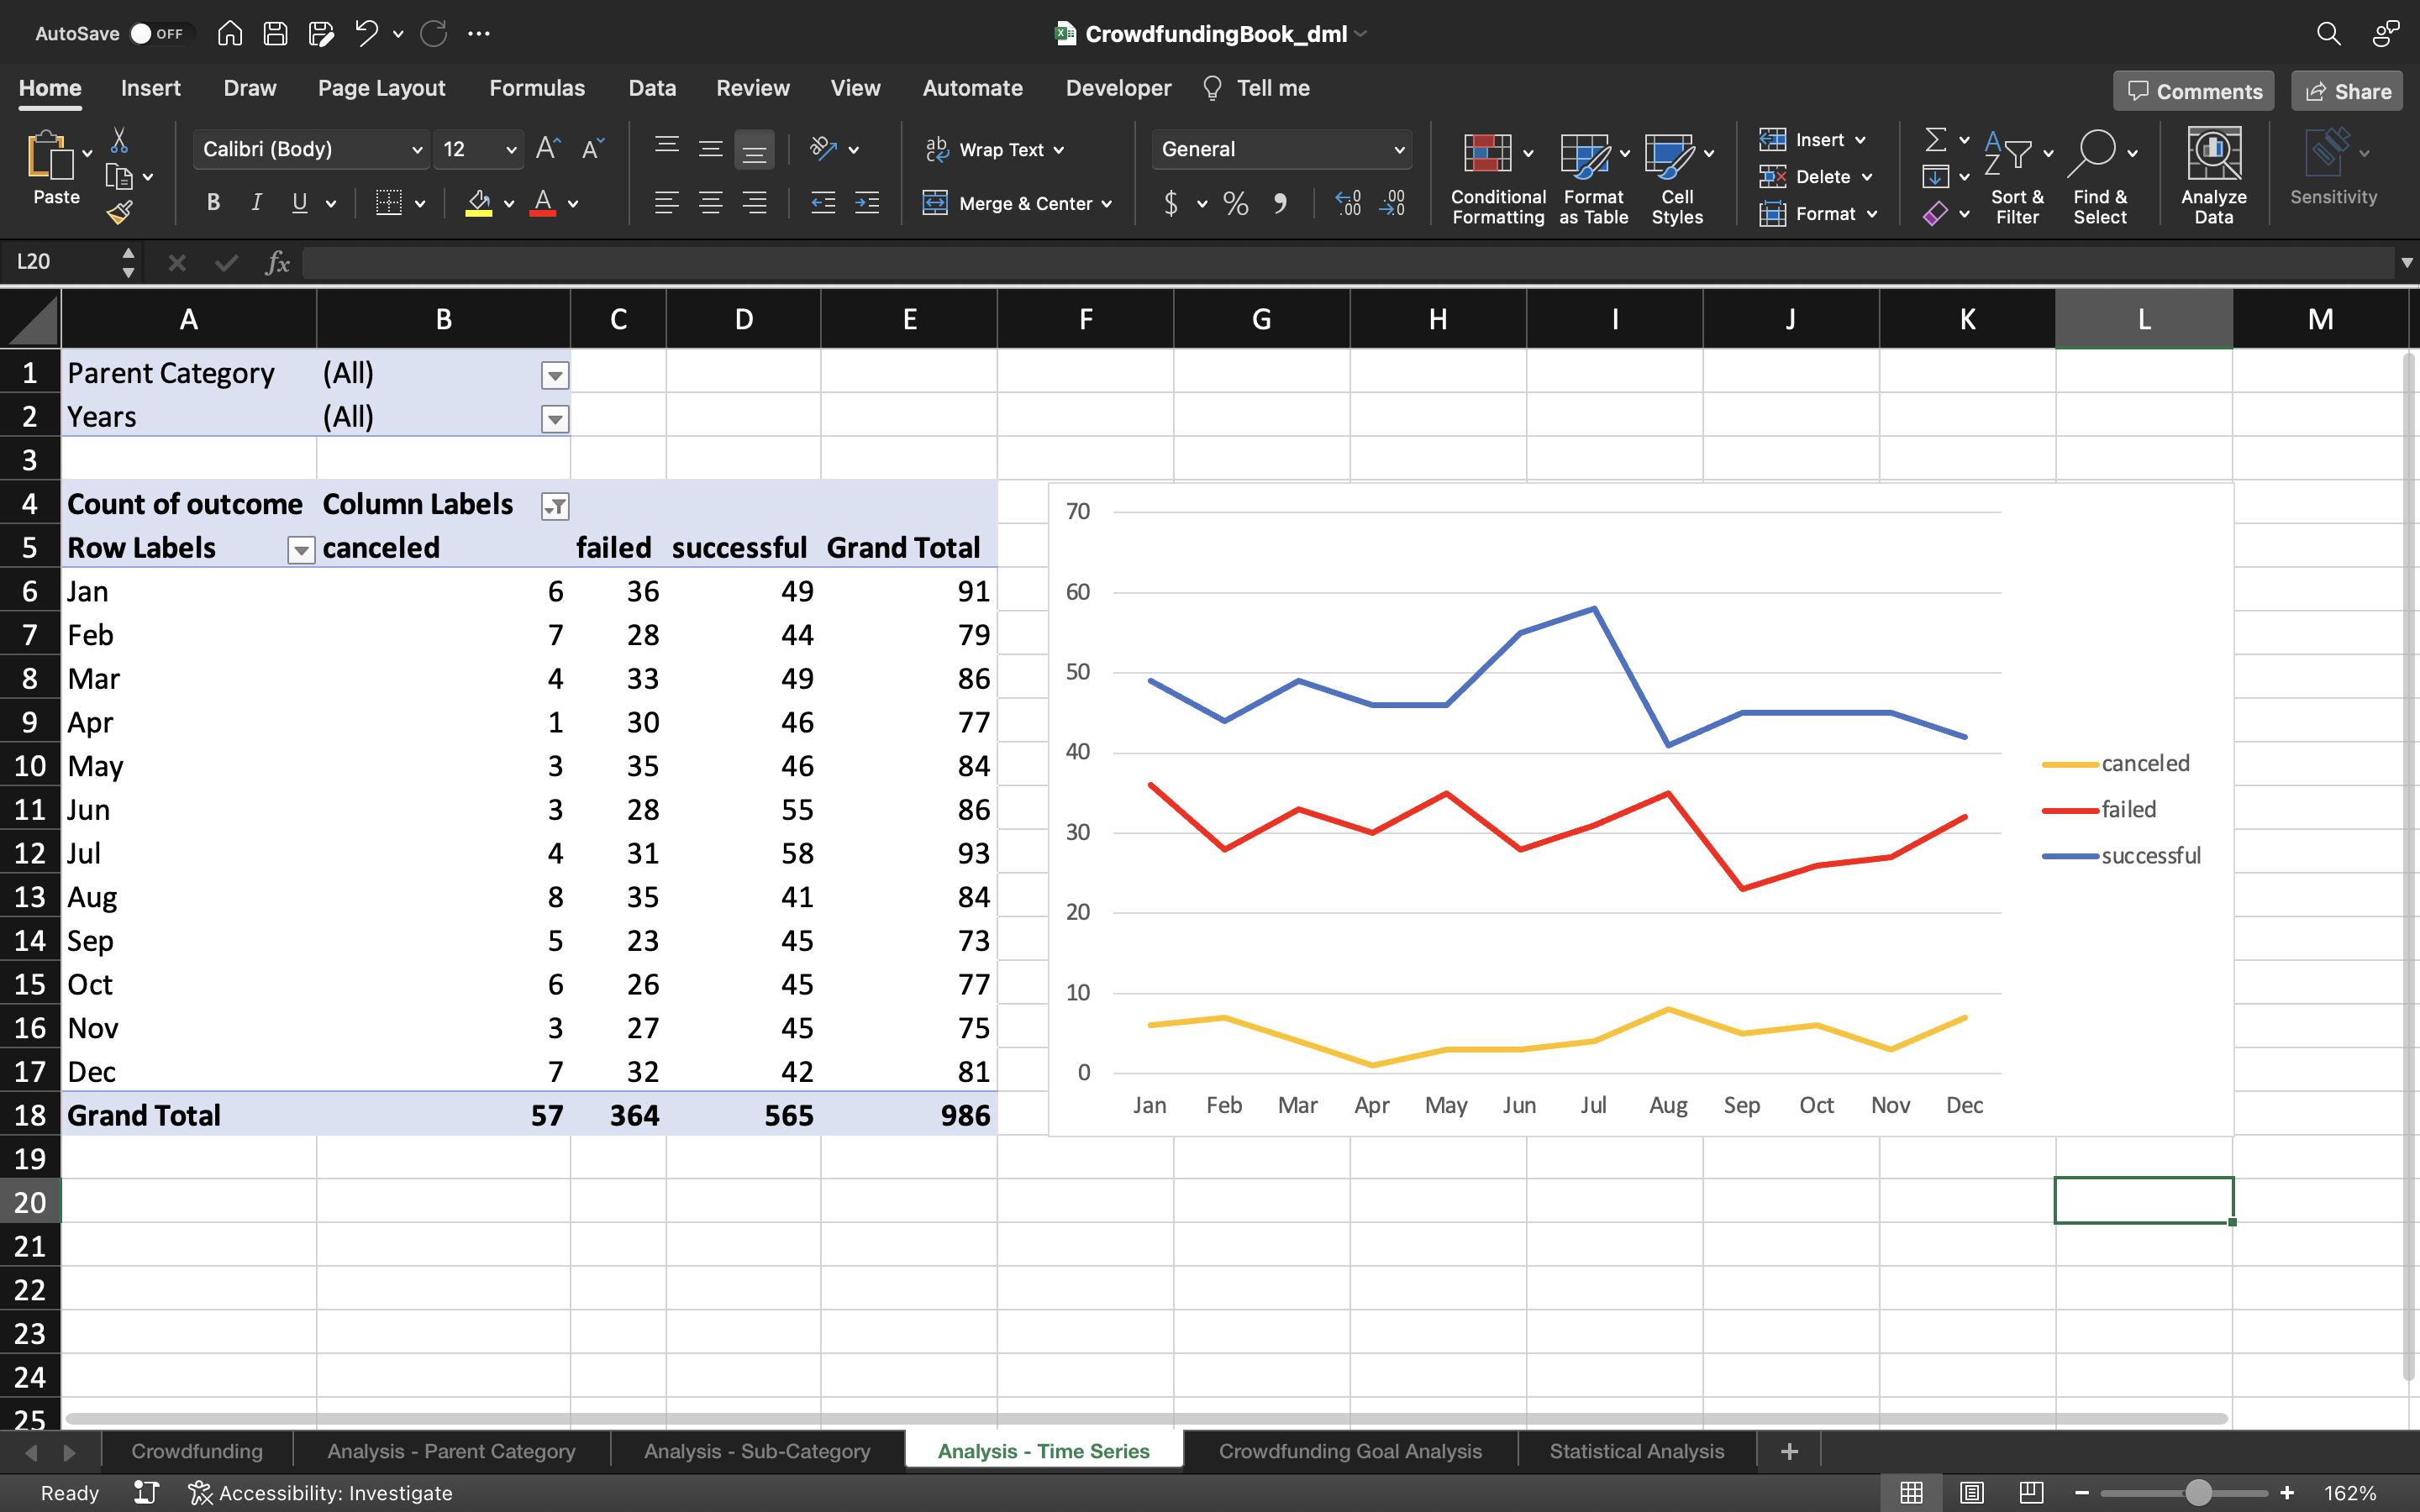 AutoSave OFF CrowdfundingBook_dml
Home Insert Draw Page Layout Formulas Data Review View Automate Developer Tell me Comments Share
Paste Calibri (Body) 12 Wrap Text General Insert
B I U Merge & Center $ % Conditional Formatting Format as Table Cell Styles Delete Format Sort & Filter Find & Select Analyze Data Sensitivity
L20 fx
A B C D E F G H I J K L M
1 Parent Category (All)
2 Years (All)
3
4 Count of outcome Column Labels
5 Row Labels canceled failed successful Grand Total
6 Jan 6 36 49 91
7 Feb 7 28 44 79
8 Mar 4 33 49 86
9 Apr 1 30 46 77
10 May 3 35 46 84
11 Jun 3 28 55 86
12 Jul 4 31 58 93
13 Aug 8 35 41 84
14 Sep 5 23 45 73
15 Oct 6 26 45 77
16 Nov 3 27 45 75
17 Dec 7 32 42 81
18 Grand Total 57 364 565 986
19
20
21
22
23
24
25
70
60
50
40
30
20
10
0
Jan Feb Mar Apr May Jun Jul Aug Sep Oct Nov Dec
canceled
failed
successful
Crowdfunding Analysis - Parent Category Analysis - Sub-Category Analysis - Time Series Crowdfunding Goal Analysis Statistical Analysis +
Ready Accessibility: Investigate 162%